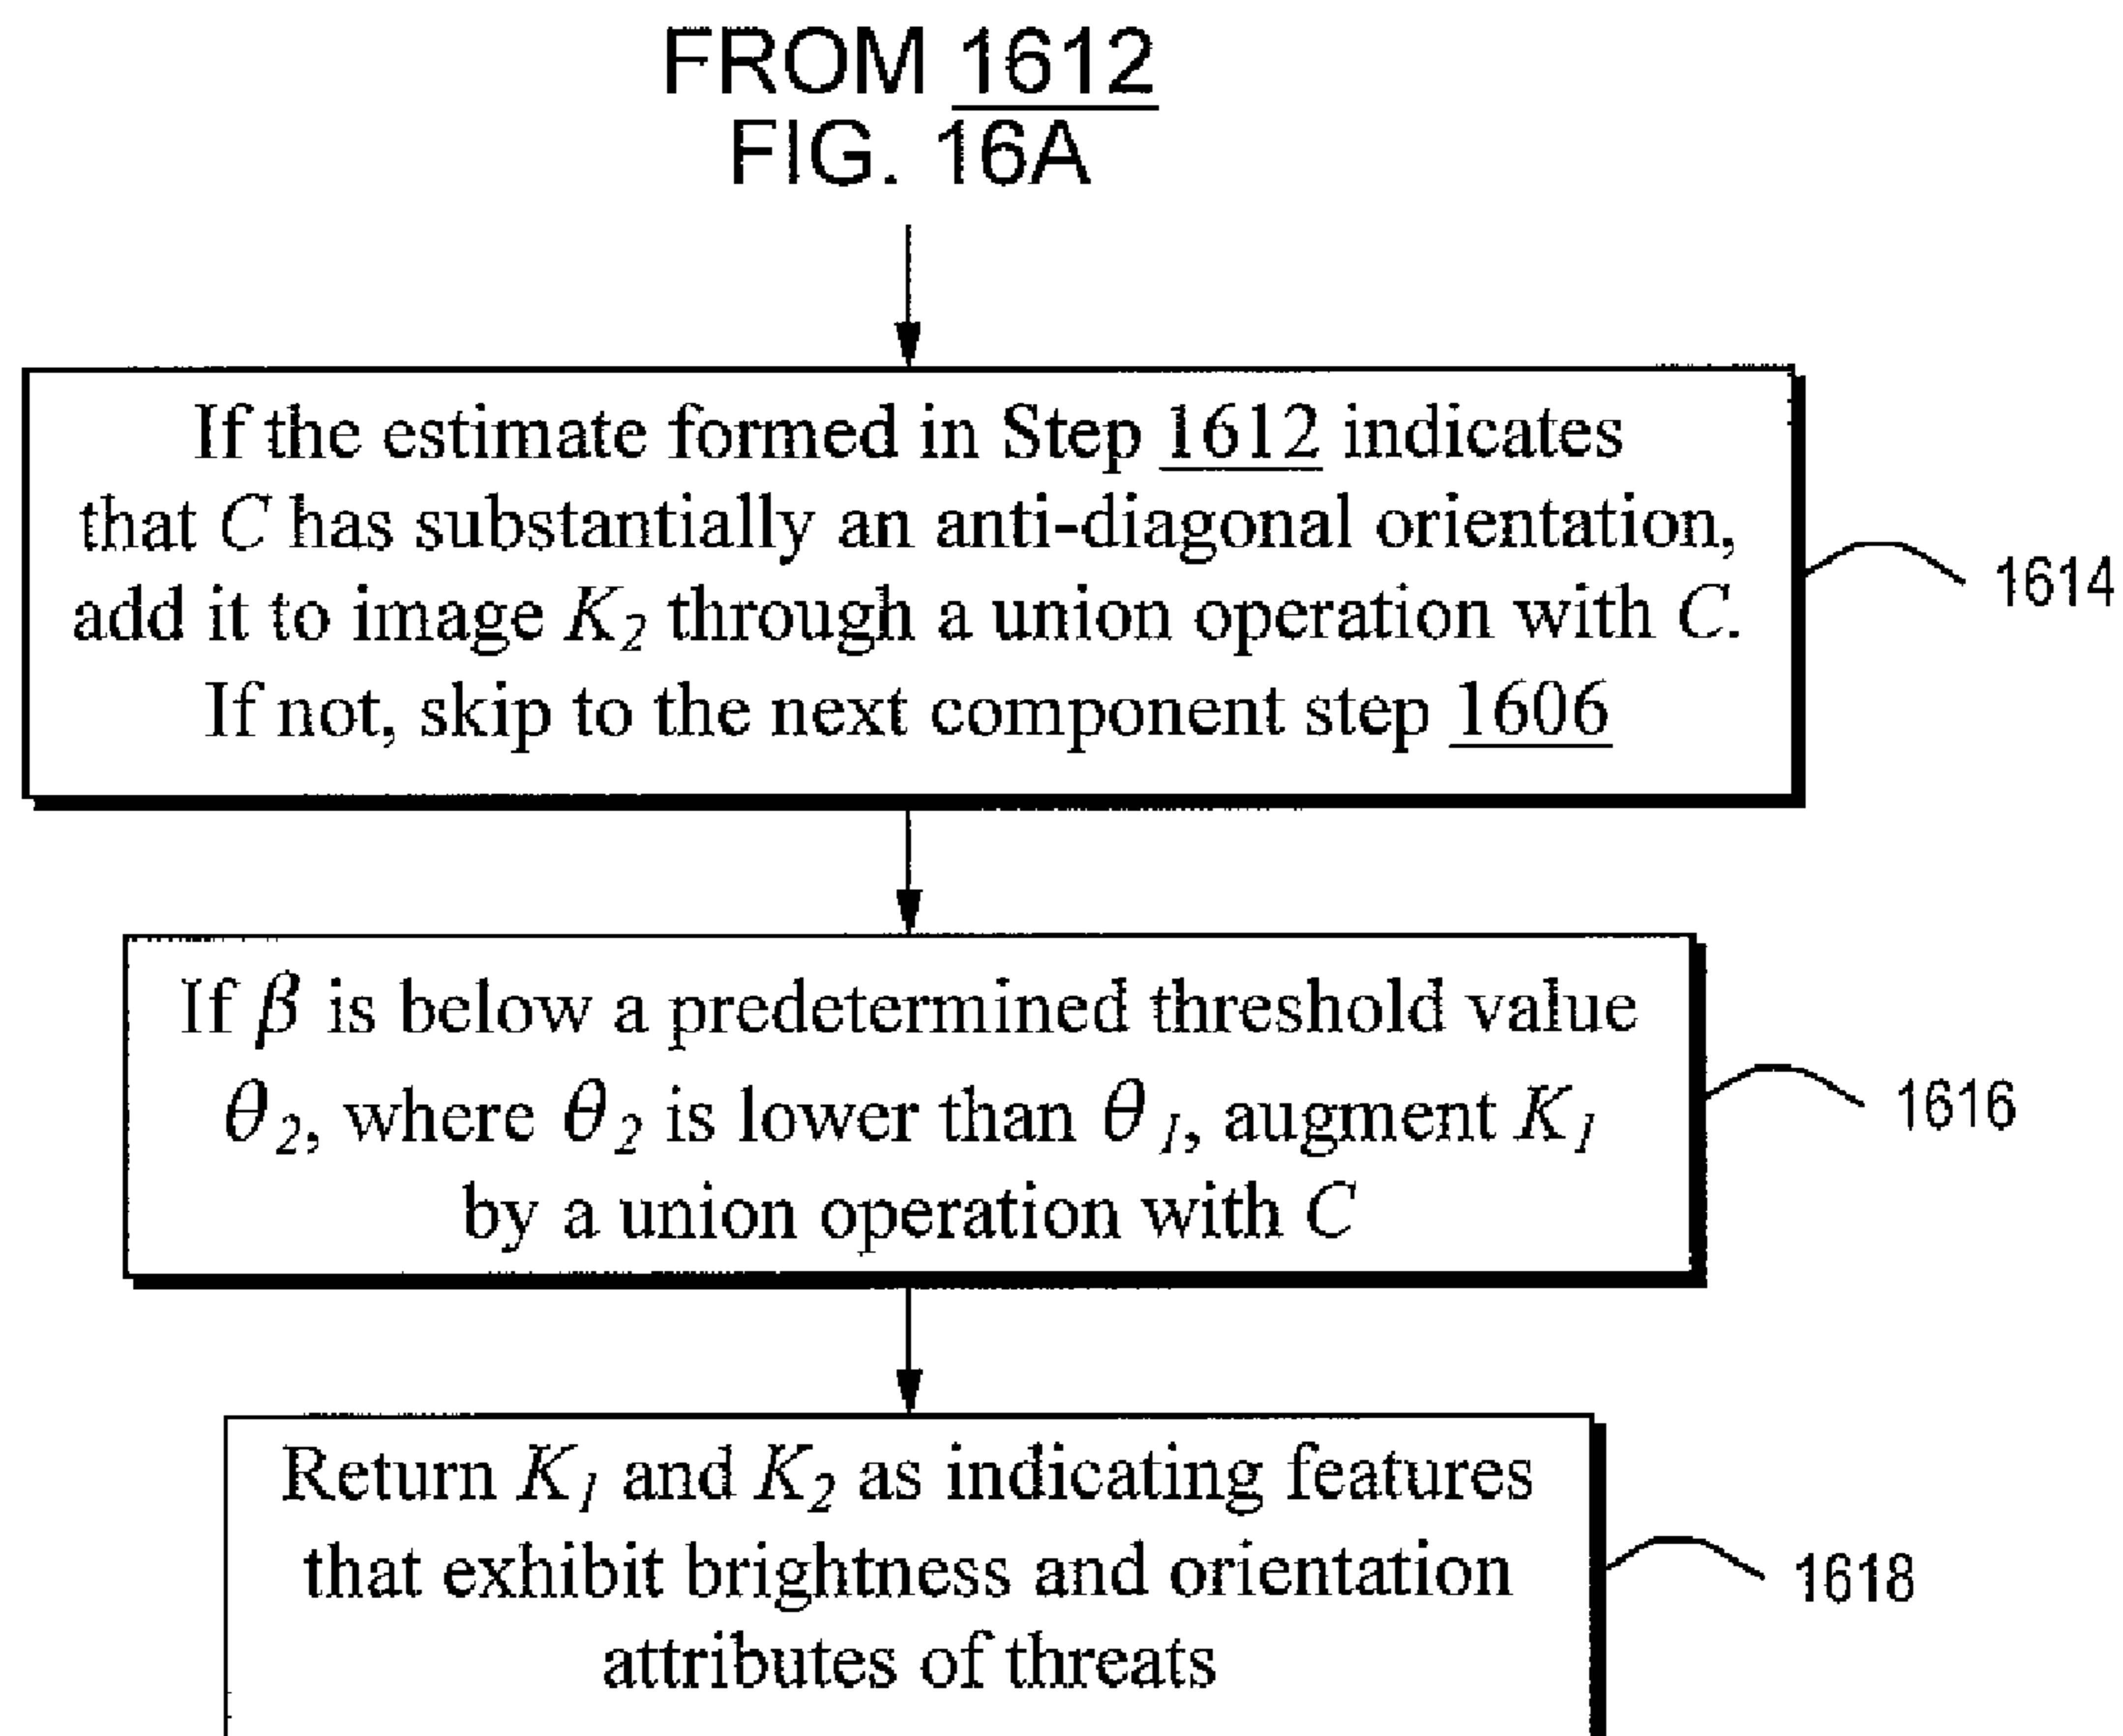 FROM 1612
FIG. 16A
If the estimate formed in Step 1612 indicates
that C has substantially an anti-diagonal orientation,
add it to image K₂ through a union operation with C.
If not, skip to the next component step 1606
1614
If β is below a predetermined threshold value
θ₂, where θ₂ is lower than θ₁, augment K₁
by a union operation with C
1616
Return K₁ and K₂ as indicating features
that exhibit brightness and orientation
attributes of threats
1618